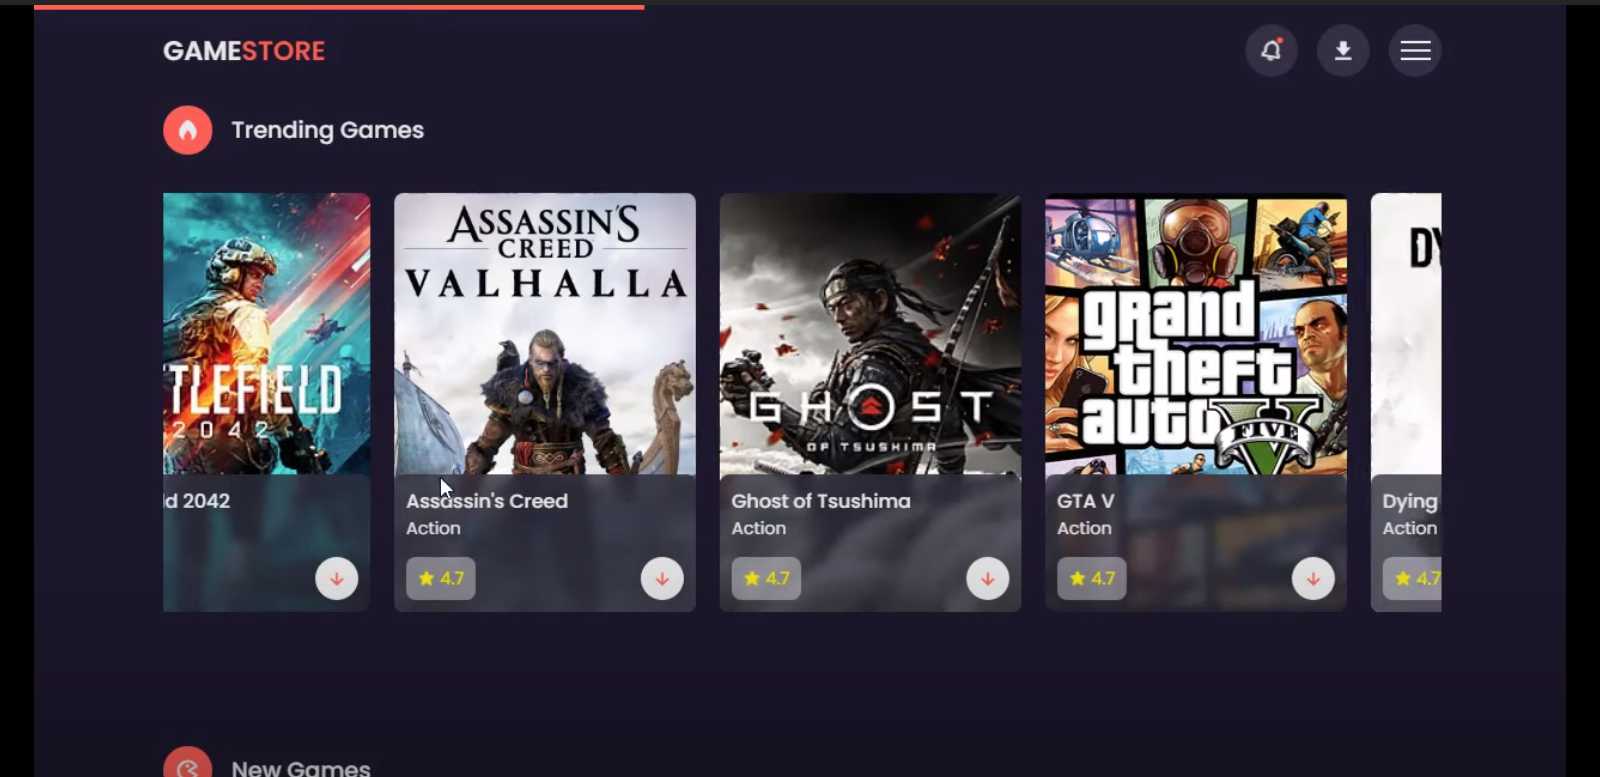 GAMESTORE
Trending Games
TLEFIELD
2042
d 2042
ASSASSIN'S
CREED
VALHALLA
Assassin's Creed
Action
4.7
GHOST
OF TSUSHIMA
Ghost of Tsushima
Action
4.7
grand
theft
auto V
FIVE
GTA V
Action
4.7
DY
Dying
Action
4.7
New Games